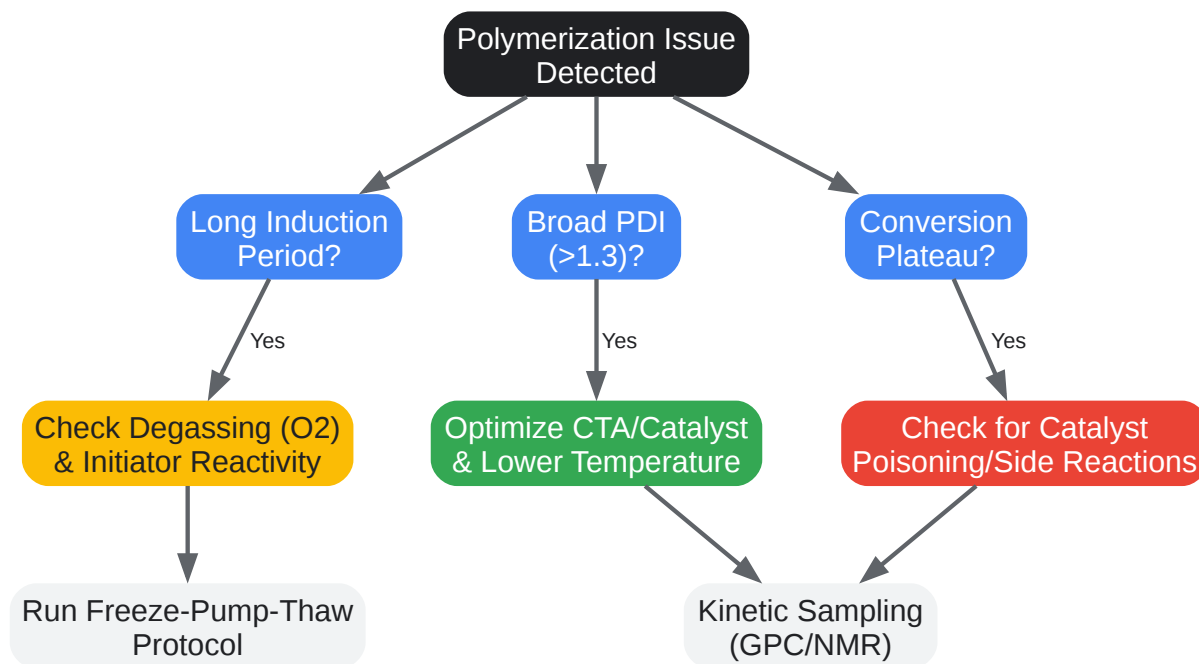 Polymerization Issue
Detected
Long Induction
Period?
Broad PDI
(>1.3)?
Conversion
Plateau?
Yes
Yes
Yes
Check Degassing (O2)
& Initiator Reactivity
Optimize CTA/Catalyst
& Lower Temperature
Check for Catalyst
Poisoning/Side Reactions
Run Freeze-Pump-Thaw
Protocol
Kinetic Sampling
(GPC/NMR)